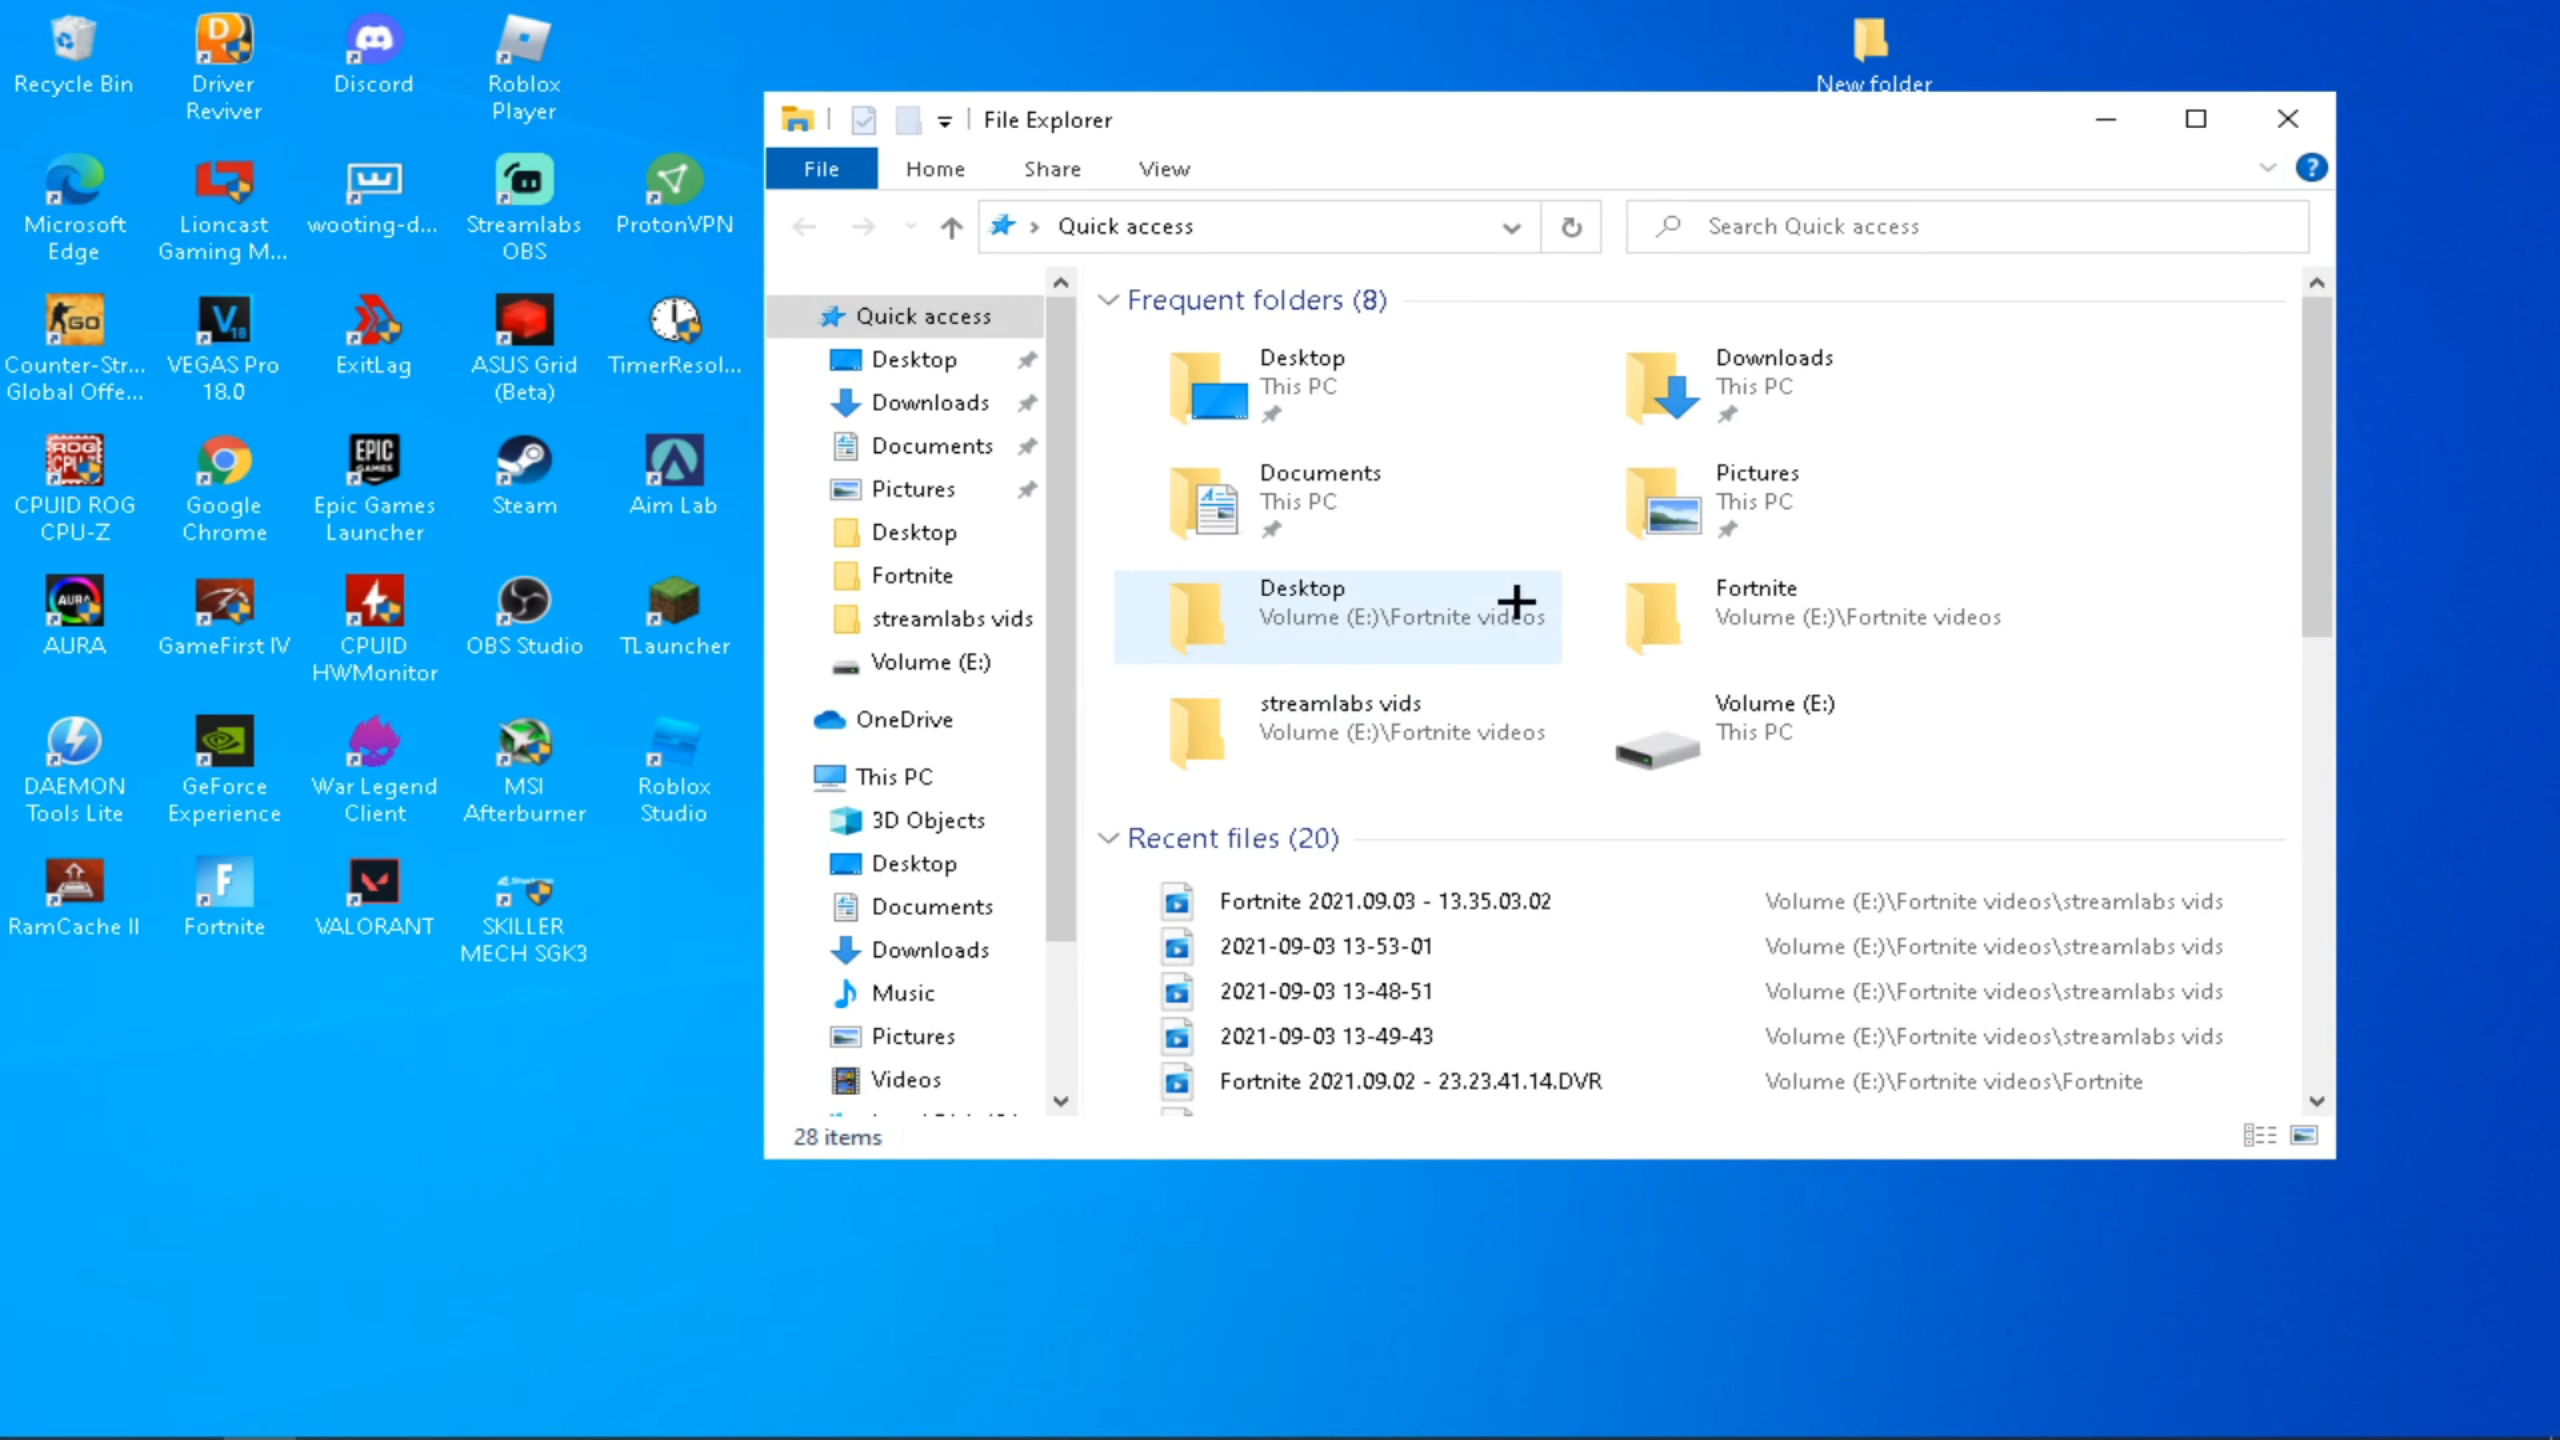 Recycle Bin
Driver
Reviver
Discord
Roblox
Player
New folder
Microsoft
Edge
Lioncast
Gaming M...
wooting-d...
Streamlabs
OBS
ProtonVPN
Counter-Str...
Global Offe...
VEGAS Pro
18.0
ExitLag
ASUS Grid
(Beta)
TimerResol...
CPUID ROG
CPU-Z
Google
Chrome
Epic Games
Launcher
Steam
Aim Lab
AURA
GameFirst IV
CPUID
HWMonitor
OBS Studio
TLauncher
DAEMON
Tools Lite
GeForce
Experience
War Legend
Client
MSI
Afterburner
Roblox
Studio
RamCache II
Fortnite
VALORANT
SKILLER
MECH SGK3
File Explorer
File
Home
Share
View
Quick access
Search Quick access
Quick access
Desktop
Downloads
Documents
Pictures
Desktop
Fortnite
streamlabs vids
Volume (E:)
OneDrive
This PC
3D Objects
Desktop
Documents
Downloads
Music
Pictures
Videos
Frequent folders (8)
Desktop
This PC
Downloads
This PC
Documents
This PC
Pictures
This PC
Desktop
Volume (E:)\Fortnite videos
Fortnite
Volume (E:)\Fortnite videos
streamlabs vids
Volume (E:)\Fortnite videos
Volume (E:)
This PC
Recent files (20)
Fortnite 2021.09.03 - 13.35.03.02 Volume (E:)\Fortnite videos\streamlabs vids
2021-09-03 13-53-01 Volume (E:)\Fortnite videos\streamlabs vids
2021-09-03 13-48-51 Volume (E:)\Fortnite videos\streamlabs vids
2021-09-03 13-49-43 Volume (E:)\Fortnite videos\streamlabs vids
Fortnite 2021.09.02 - 23.23.41.14.DVR Volume (E:)\Fortnite videos\Fortnite
28 items